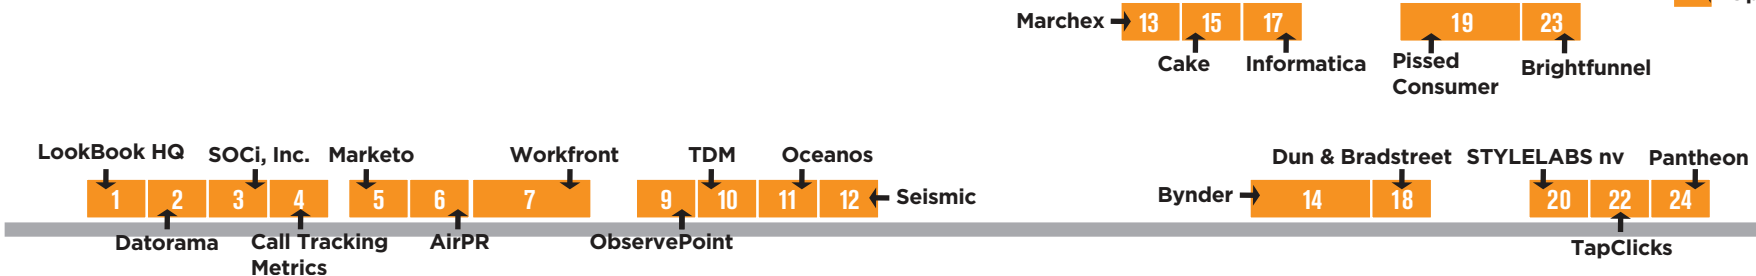 Marchex 13 15 17 19 23
Cake Informatica Pissed Brightfunnel
Consumer
LookBook HQ SOCi, Inc. Marketo Workfront TDM Oceanos Dun & Bradstreet STYLELABS nv Pantheon
1 2 3 4 5 6 7 9 10 11 12 Seismic Bynder 14 18 20 22 24
Datorama Call Tracking AirPR ObservePoint TapClicks
Metrics